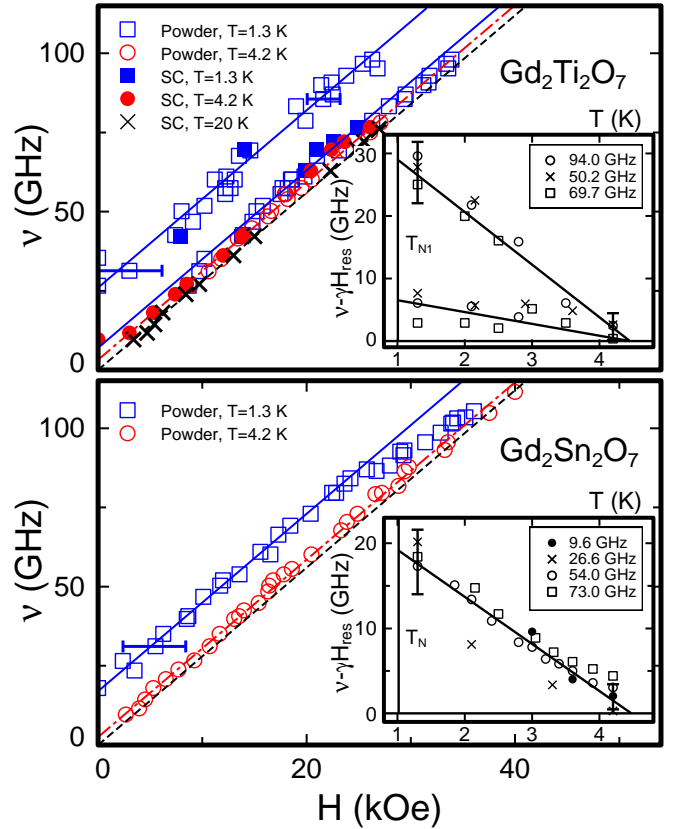 100
50
0
ν (GHz)
Powder, T=1.3 K
Powder, T=4.2 K
SC, T=1.3 K
SC, T=4.2 K
SC, T=20 K
Gd2Ti2O7
T (K)
30
20
10
0
ν-γHres (GHz)
94.0 GHz
50.2 GHz
69.7 GHz
TN1
1 2 3 4
100
50
0
ν (GHz)
Powder, T=1.3 K
Powder, T=4.2 K
Gd2Sn2O7
T (K)
20
10
0
ν-γHres (GHz)
9.6 GHz
26.6 GHz
54.0 GHz
73.0 GHz
TN
1 2 3 4
0 20 40
H (kOe)